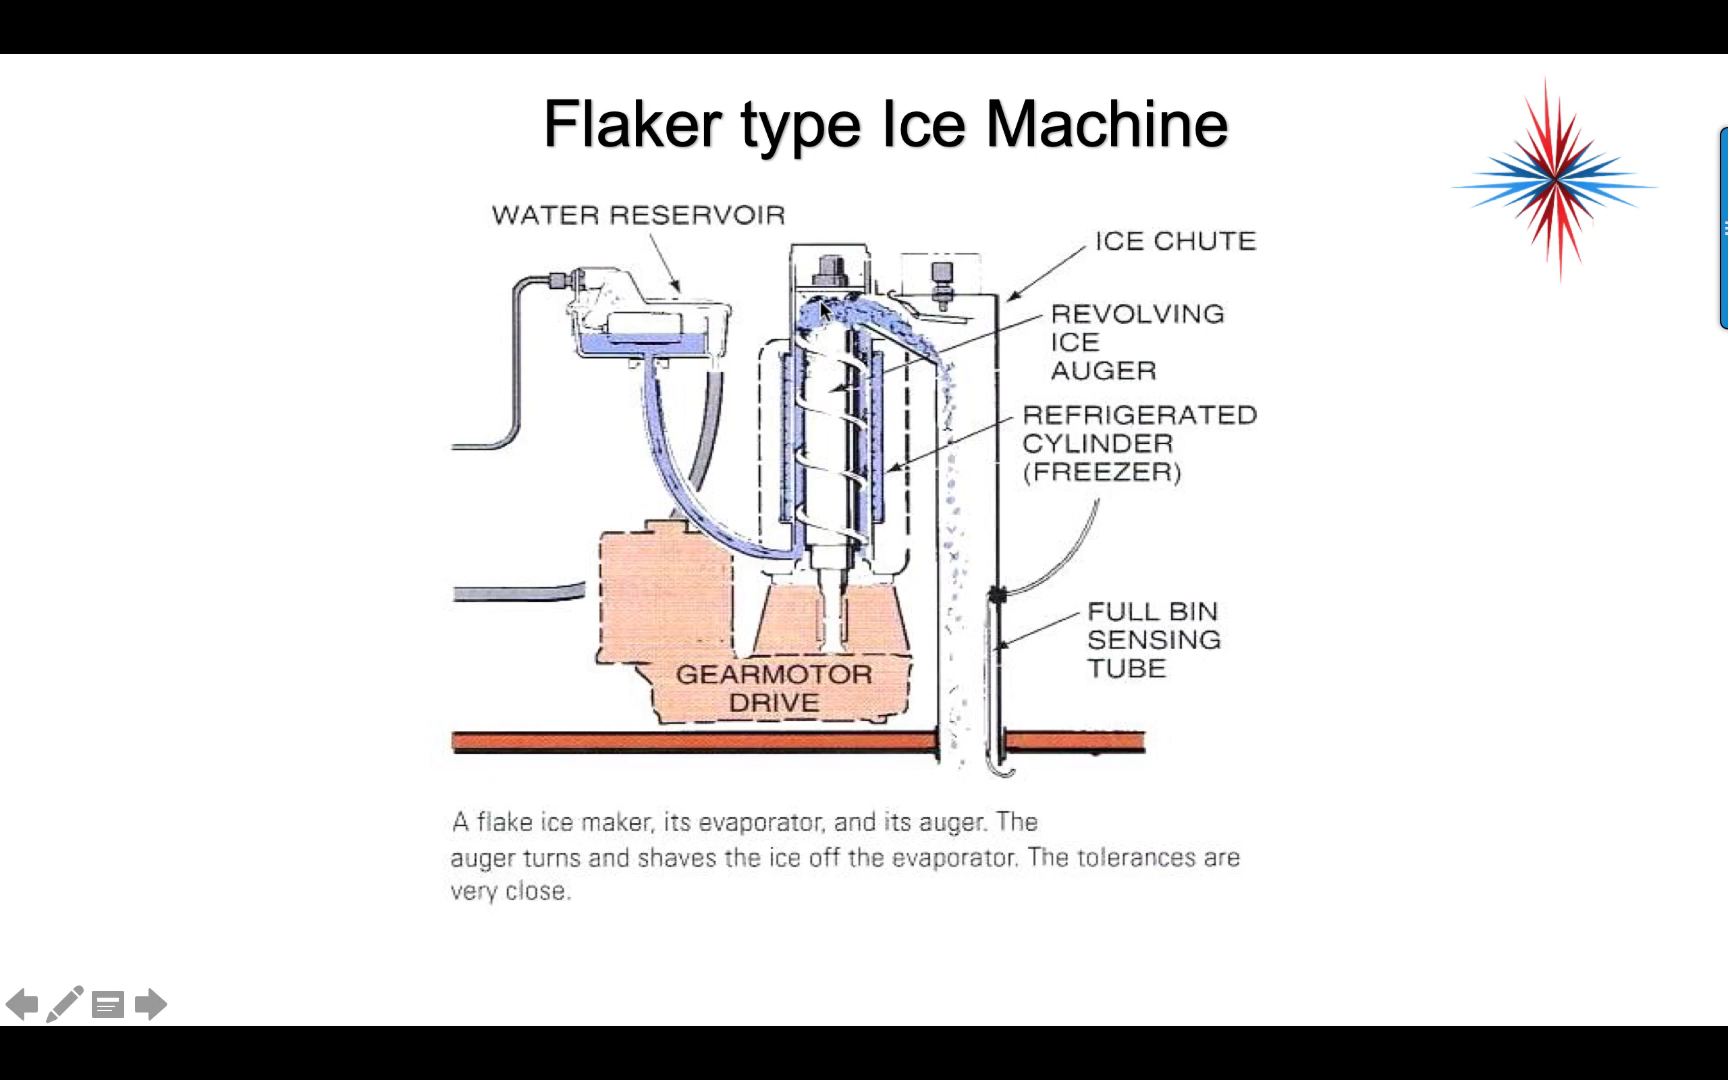 Flaker type Ice Machine
WATER RESERVOIR
ICE CHUTE
REVOLVING
ICE
AUGER
REFRIGERATED
CYLINDER
(FREEZER)
FULL BIN
SENSING
TUBE
GEARMOTOR
DRIVE
A flake ice maker, its evaporator, and its auger. The
auger turns and shaves the ice off the evaporator. The tolerances are
very close.